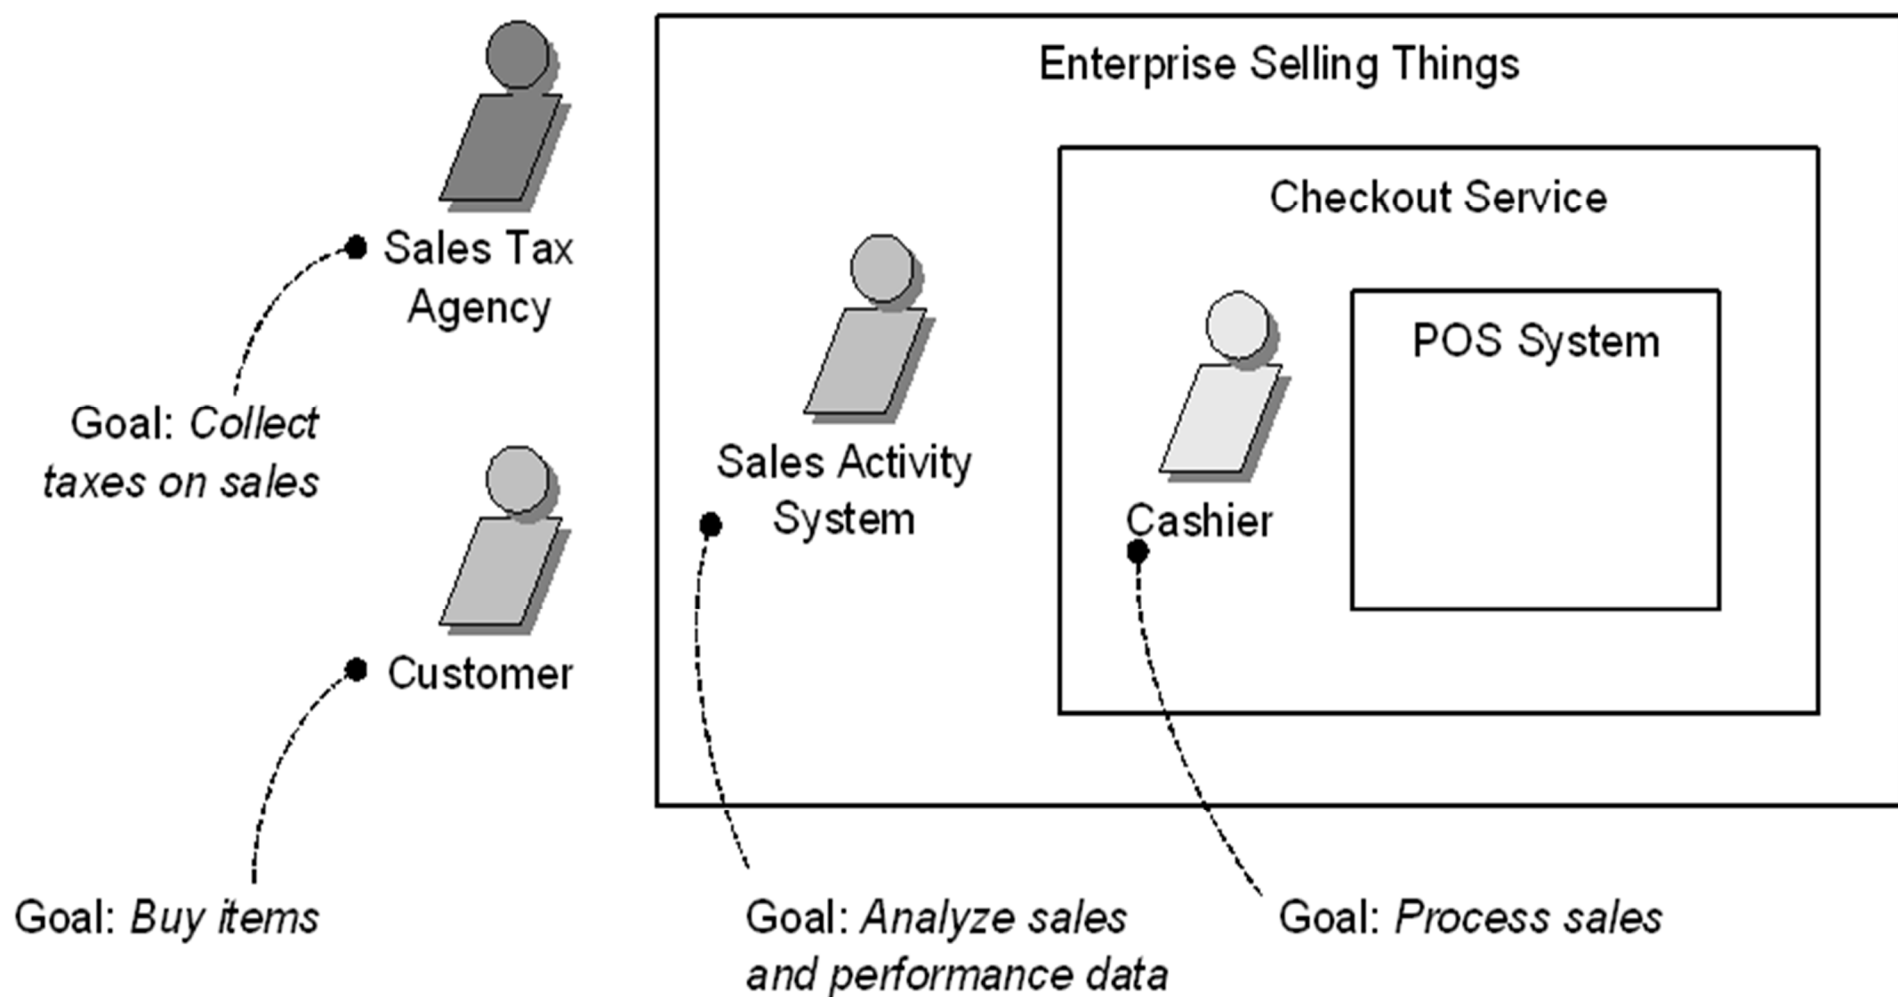 Enterprise Selling Things
Checkout Service
POS System
Sales Tax
Agency
Goal: Collect
taxes on sales
Sales Activity
System
Cashier
Customer
Goal: Buy items
Goal: Analyze sales
and performance data
Goal: Process sales